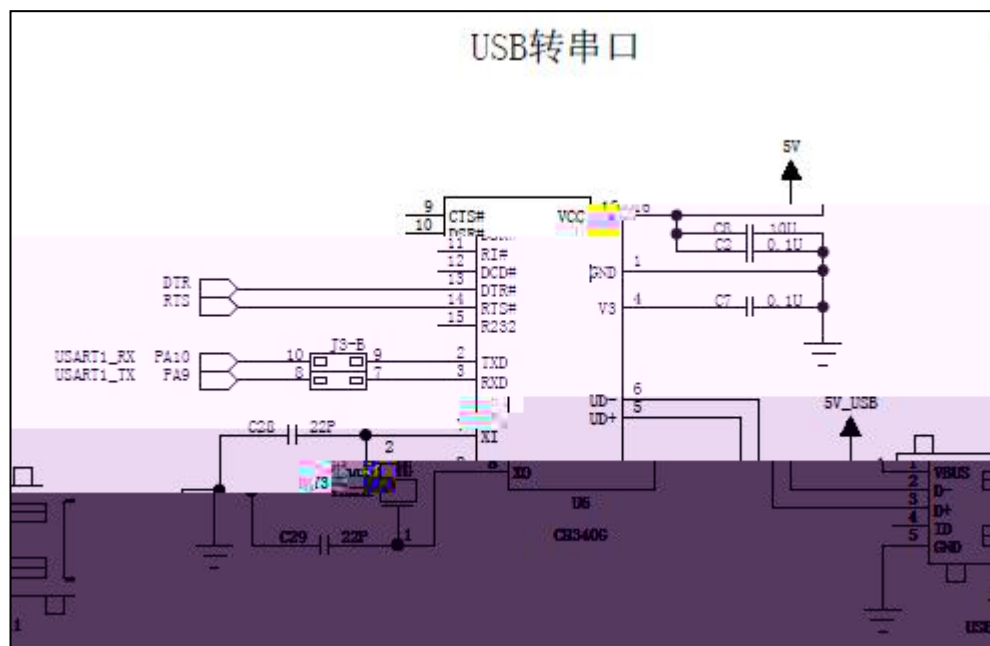 USB转串口
5V
9 CTS# VCC
10 DSR#
C8 10U
C2 0.1U
11 RI#
12 DCD# GND 1
DTR 13 DTR#
RTS 14 RTS# V3 4 C7 0.1U
15 R232
J3-B
USART1_RX PA10 10 9 2 TXD
USART1_TX PA9 8 7 3 RXD
UD- 6
UD+ 5
5V_USB
C28 22P XI
2
8 XO
1 VBUS
2 D-
3 D+
4 ID
5 GND
U6
C29 22P 1 CH340G
1